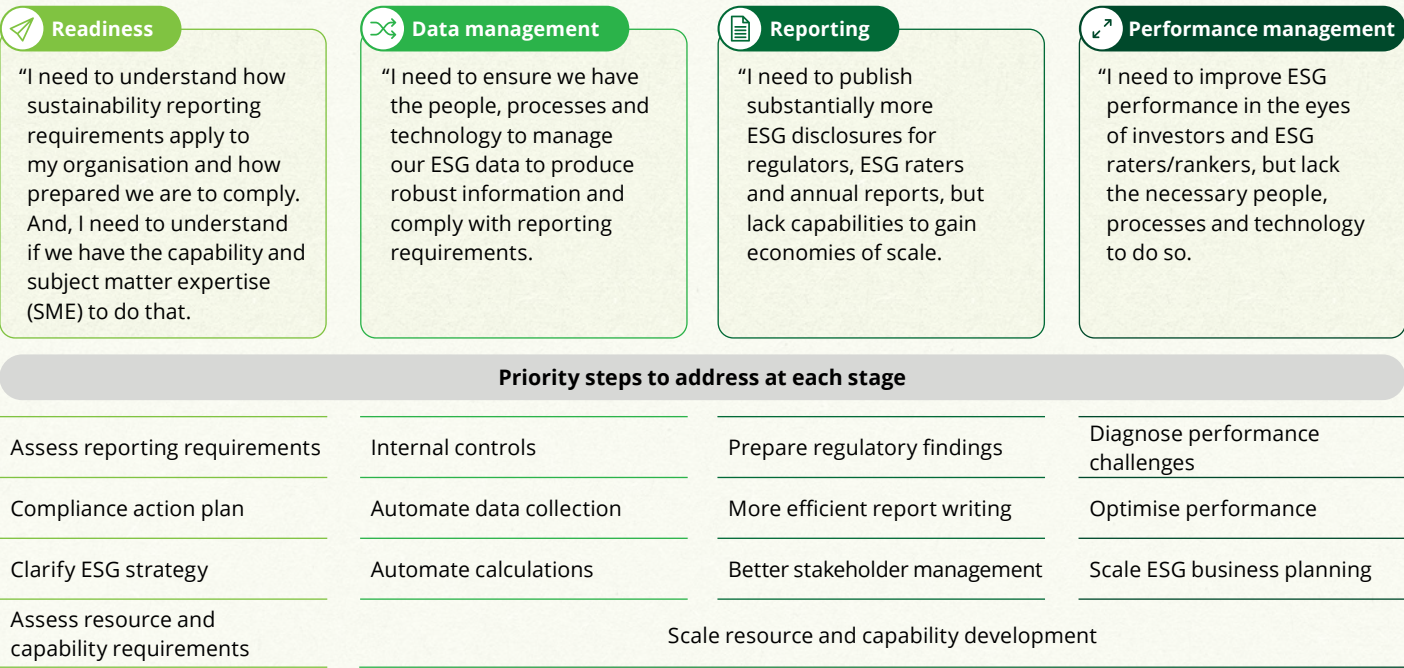 Readiness
“I need to understand how
sustainability reporting
requirements apply to
my organisation and how
prepared we are to comply.
And, I need to understand
if we have the capability and
subject matter expertise
(SME) to do that.
Data management
“I need to ensure we have
the people, processes and
technology to manage
our ESG data to produce
robust information and
comply with reporting
requirements.
Reporting
“I need to publish
substantially more
ESG disclosures for
regulators, ESG raters
and annual reports, but
lack capabilities to gain
economies of scale.
Performance management
“I need to improve ESG
performance in the eyes
of investors and ESG
raters/rankers, but lack
the necessary people,
processes and technology
to do so.
Priority steps to address at each stage
Assess reporting requirements
Compliance action plan
Clarify ESG strategy
Assess resource and
capability requirements
Internal controls
Automate data collection
Automate calculations
Prepare regulatory findings
More efficient report writing
Better stakeholder management
Diagnose performance
challenges
Optimise performance
Scale ESG business planning
Scale resource and capability development